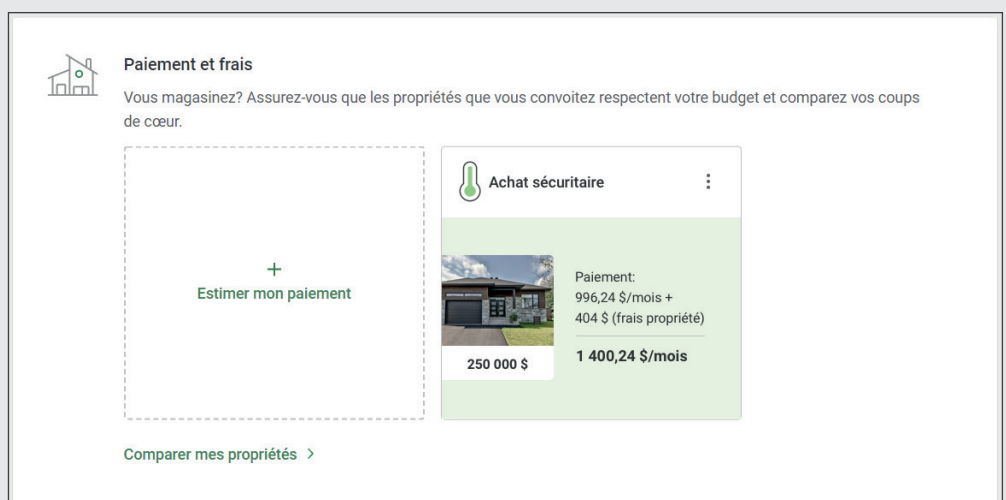 Paiement et frais
Vous magasinez? Assurez-vous que les propriétés que vous convoitez respectent votre budget et comparez vos coups
de cœur.
+
Estimer mon paiement
Achat sécuritaire
250 000 $
Paiement:
996,24 $/mois +
404 $ (frais propriété)
1 400,24 $/mois
Comparer mes propriétés >